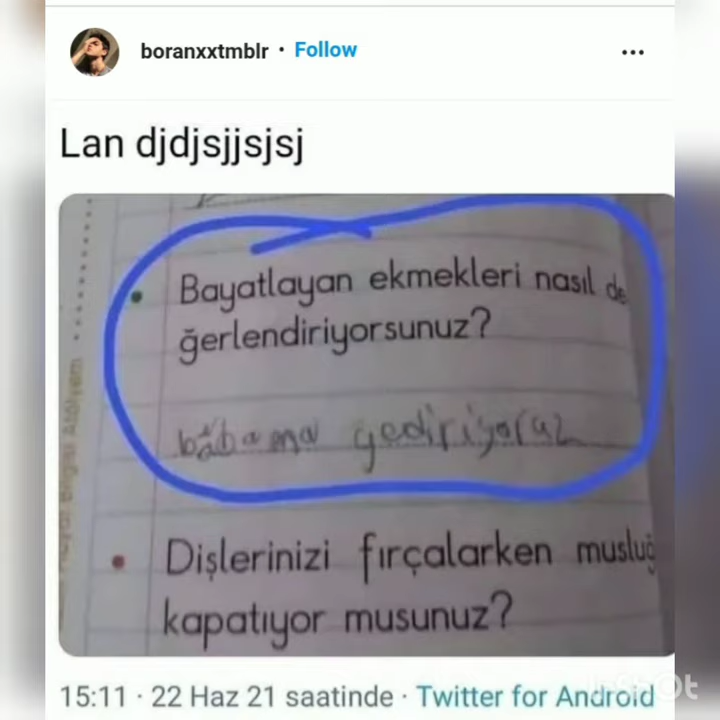 boranxxtmblr · Follow
Lan djdjsjjsjsj
Bayatlayan ekmekleri nasıl de
ğerlendiriyorsunuz?
babama yediriyoruz
Dişlerinizi fırçalarken musluğ
kapatıyor musunuz?
15:11 · 22 Haz 21 saatinde · Twitter for Android